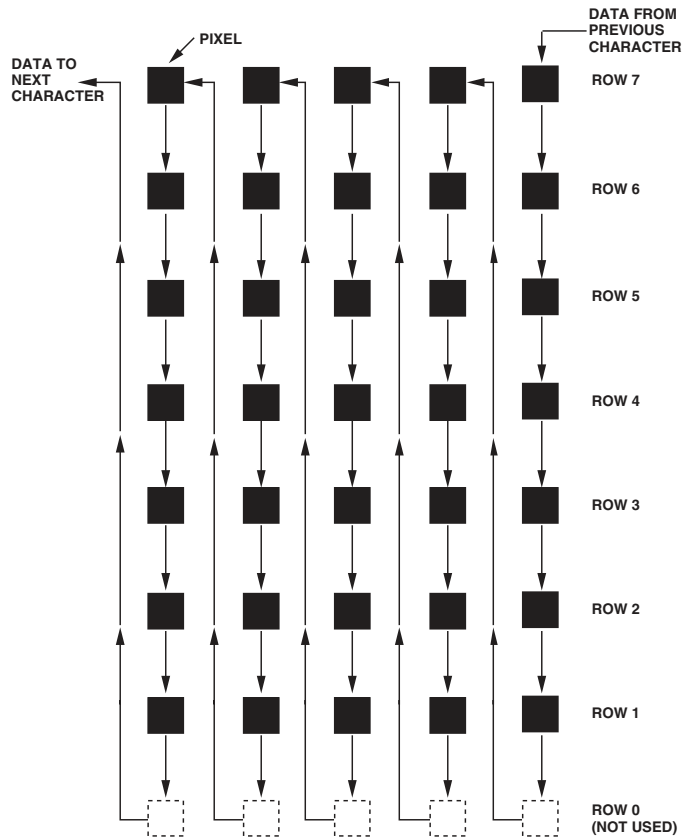 DATA FROM
PREVIOUS
CHARACTER
PIXEL
DATA TO
NEXT
CHARACTER
ROW 7
ROW 6
ROW 5
ROW 4
ROW 3
ROW 2
ROW 1
ROW 0
(NOT USED)